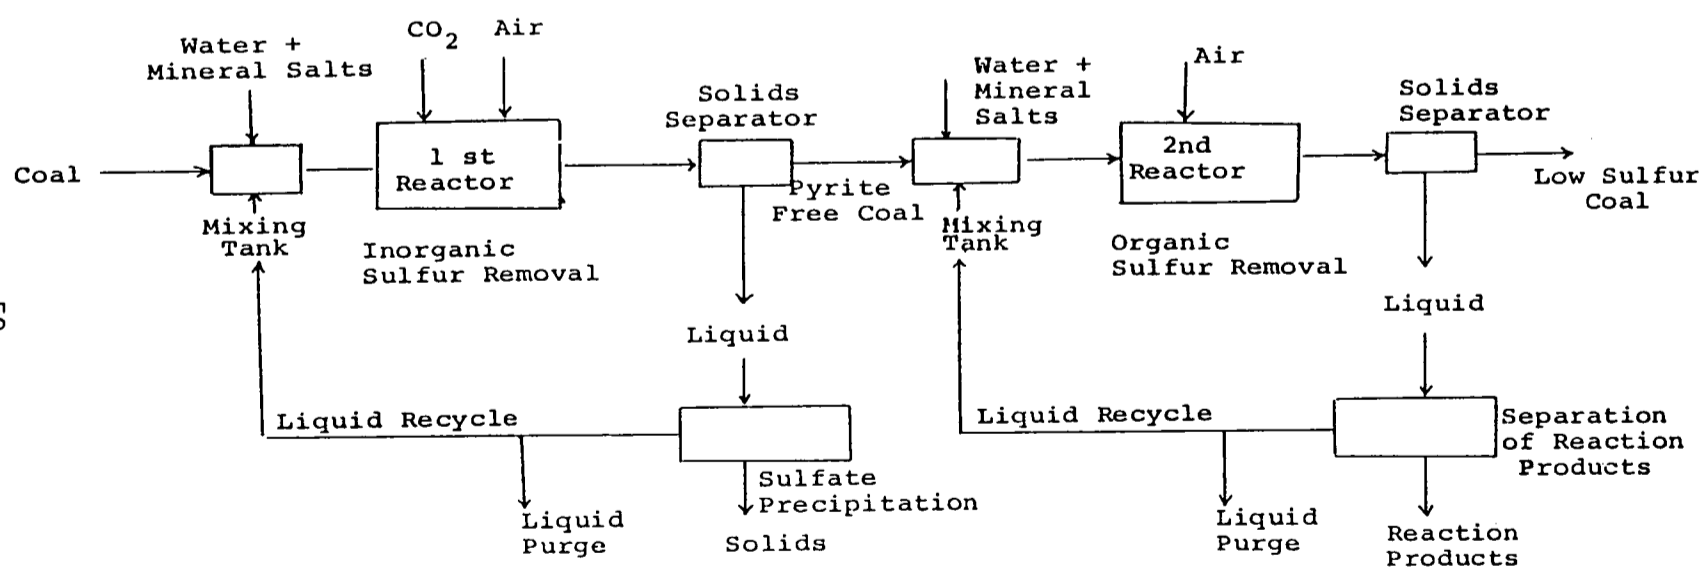 Water +
Mineral Salts
CO2 Air
Coal
Mixing
Tank
1 st
Reactor
Inorganic
Sulfur Removal
Solids
Separator
Pyrite
Free Coal
Liquid
Liquid Recycle
Liquid
Purge
Sulfate
Precipitation
Solids
Water +
Mineral
Salts
Mixing
Tank
Air
2nd
Reactor
Organic
Sulfur Removal
Solids
Separator
Low Sulfur
Coal
Liquid
Liquid Recycle
Liquid
Purge
Separation
of Reaction
Products
Reaction
Products